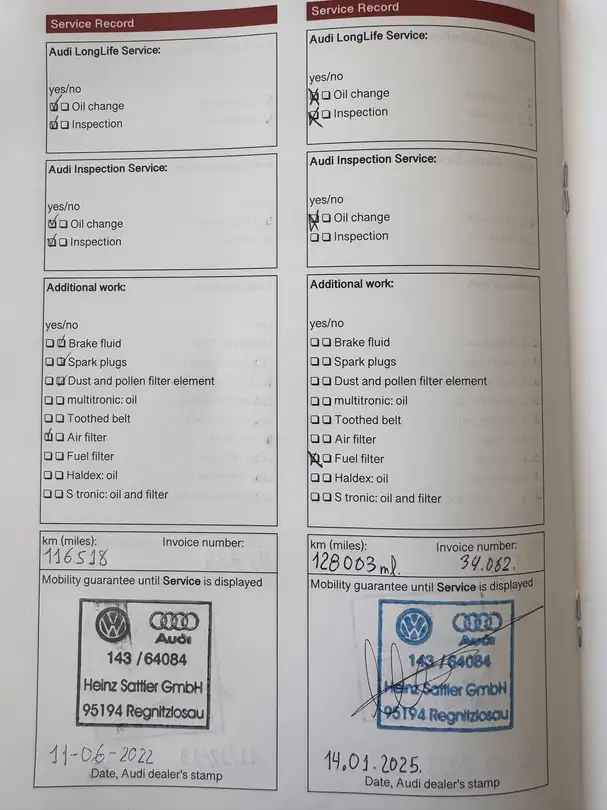 Service Record
Audi LongLife Service:
yes/no
Oil change
Inspection
Audi Inspection Service:
yes/no
Oil change
Inspection
Additional work:
yes/no
Brake fluid
Spark plugs
Dust and pollen filter element
multitronic: oil
Toothed belt
Air filter
Fuel filter
Haldex: oil
S tronic: oil and filter
km (miles): Invoice number:
116.518
Mobility guarantee until Service is displayed
Audi
143 / 64084
Heinz Sattler GmbH
95194 Regnitzlosau
11-06-2022
Date, Audi dealer's stamp
Service Record
Audi LongLife Service:
yes/no
Oil change
Inspection
Audi Inspection Service:
yes/no
Oil change
Inspection
Additional work:
yes/no
Brake fluid
Spark plugs
Dust and pollen filter element
multitronic: oil
Toothed belt
Air filter
Fuel filter
Haldex: oil
S tronic: oil and filter
km (miles): Invoice number:
128003 ml. 34.062.
Mobility guarantee until Service is displayed
Audi
143 / 64084
Heinz Sattler GmbH
95194 Regnitzlosau
14.01.2025.
Date, Audi dealer's stamp